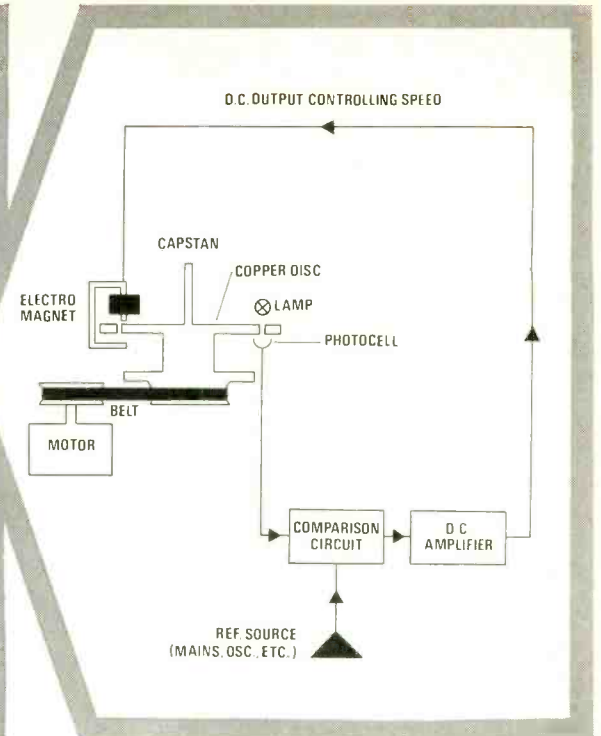 D.C. OUTPUT CONTROLLING SPEED
CAPSTAN
COPPER DISC
ELECTRO
MAGNET
LAMP
PHOTOCELL
BELT
MOTOR
COMPARISON
CIRCUIT
D C
AMPLIFIER
REF. SOURCE
(MAINS, OSC., ETC.)